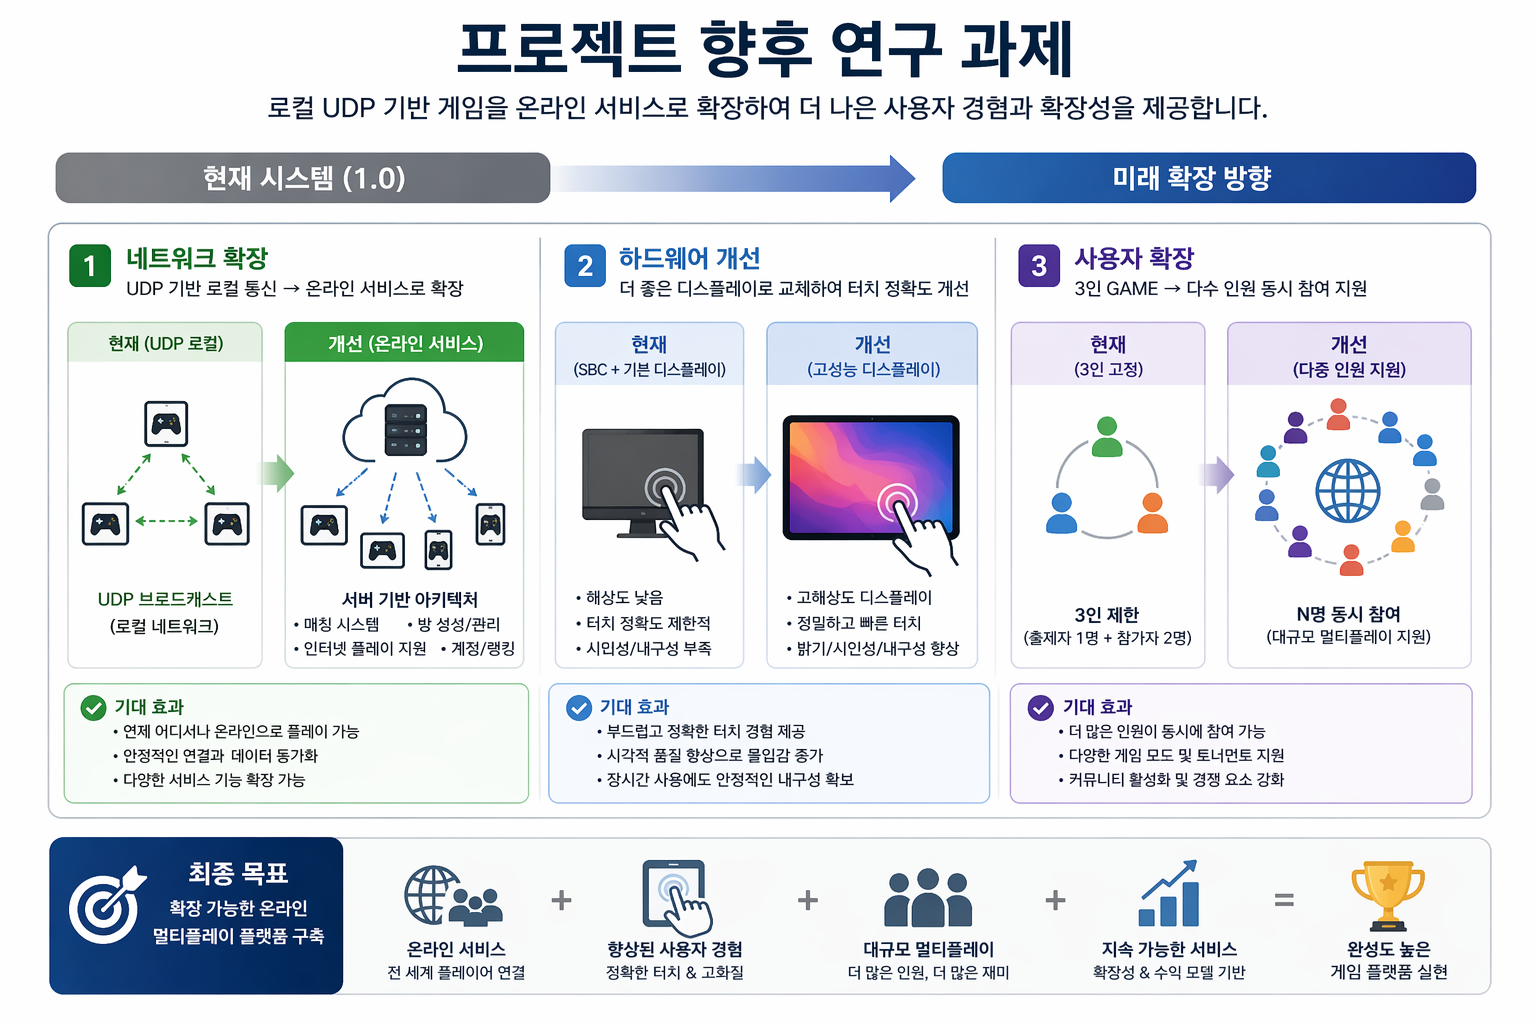 프로젝트 향후 연구 과제
로컬 UDP 기반 게임을 온라인 서비스로 확장하여 더 나은 사용자 경험과 확장성을 제공합니다.
현재 시스템 (1.0)
미래 확장 방향
1 네트워크 확장
UDP 기반 로컬 통신 → 온라인 서비스로 확장
현재 (UDP 로컬)
개선 (온라인 서비스)
UDP 브로드캐스트
(로컬 네트워크)
서버 기반 아키텍처
• 매칭 시스템 • 방 성성/관리
• 인터넷 플레이 지원 • 계정/랭킹
기대 효과
• 연제 어디서나 온라인으로 플레이 가능
• 안정적인 연결과 데이터 동가화
• 다양한 서비스 기능 확장 가능
2 하드웨어 개선
더 좋은 디스플레이로 교체하여 터치 정확도 개선
현재
(SBC + 기븐 디스플레이)
개선
(고성능 디스플레이)
• 해상도 낮음
• 터치 정확도 제한적
• 시인성/내구성 부족
• 고해상도 디스플레이
• 정밀하고 빠른 터치
• 밝기/시인성/내구성 향상
기대 효과
• 부드럽고 정확한 터치 경험 제공
• 시각적 품질 향상으로 몰입감 증가
• 장시간 사용에도 안정적인 내구성 확보
3 사용자 확장
3인 GAME → 다수 인원 동시 참여 지원
현재
(3인 고정)
개선
(다중 인원 지원)
3인 제한
(출제자 1명 + 참가자 2명)
N명 동시 참여
(대규모 멀티플레이 지원)
기대 효과
• 더 많은 인원이 동시에 참여 가능
• 다양한 게임 모드 및 토너먼토 지원
• 커뮤니티 활성화 및 경쟁 요소 강화
최종 목표
확장 가능한 온라인
멀티플레이 플랫폼 구축
온라인 서비스
전 세계 플레이어 연결
+
향상된 사용자 경험
정확한 터치 & 고화질
+
대규모 멀티플레이
더 많은 인원, 더 많은 재미
+
지속 가능한 서비스
확장성 & 수익 모델 기반
=
완성도 높은
게임 플랫폼 실현